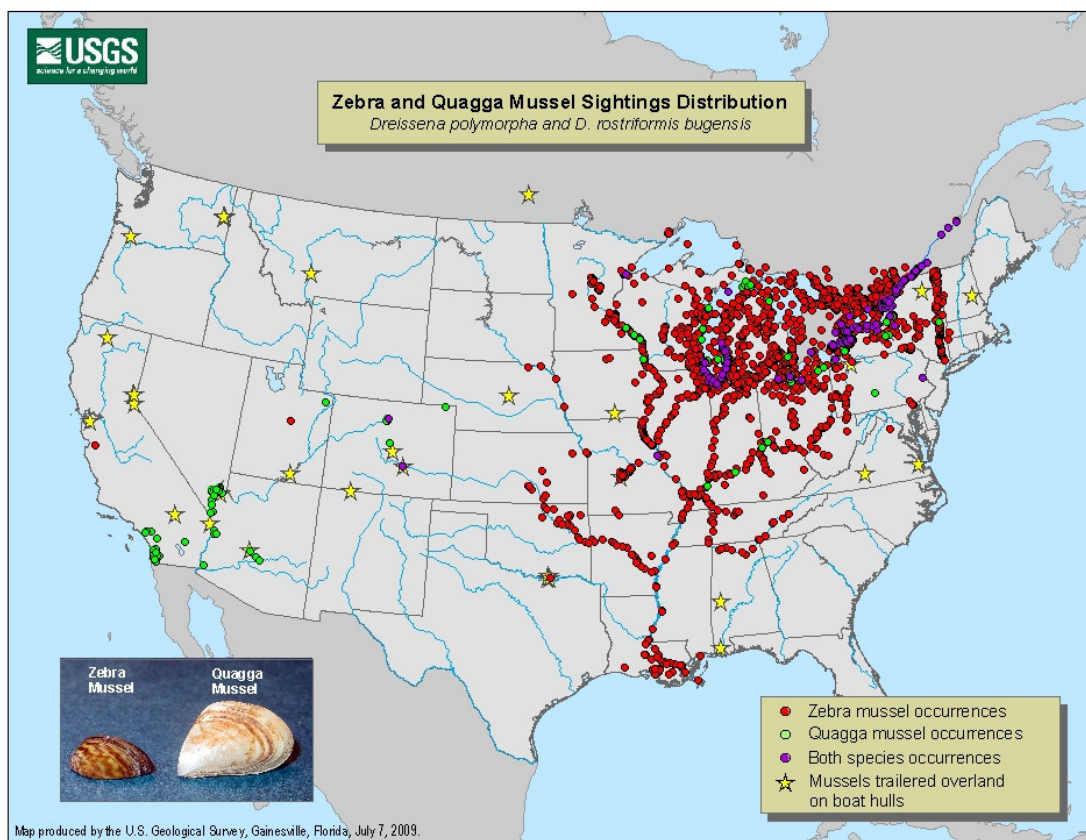 USGS
science for a changing world
Zebra and Quagga Mussel Sightings Distribution
Dreissena polymorpha and D. rostriformis bugensis
Zebra
Mussel
Quagga
Mussel
Zebra mussel occurrences
Quagga mussel occurrences
Both species occurrences
Mussels trailered overland
on boat hulls
Map produced by the U.S. Geological Survey, Gainesville, Florida, July 7, 2009.